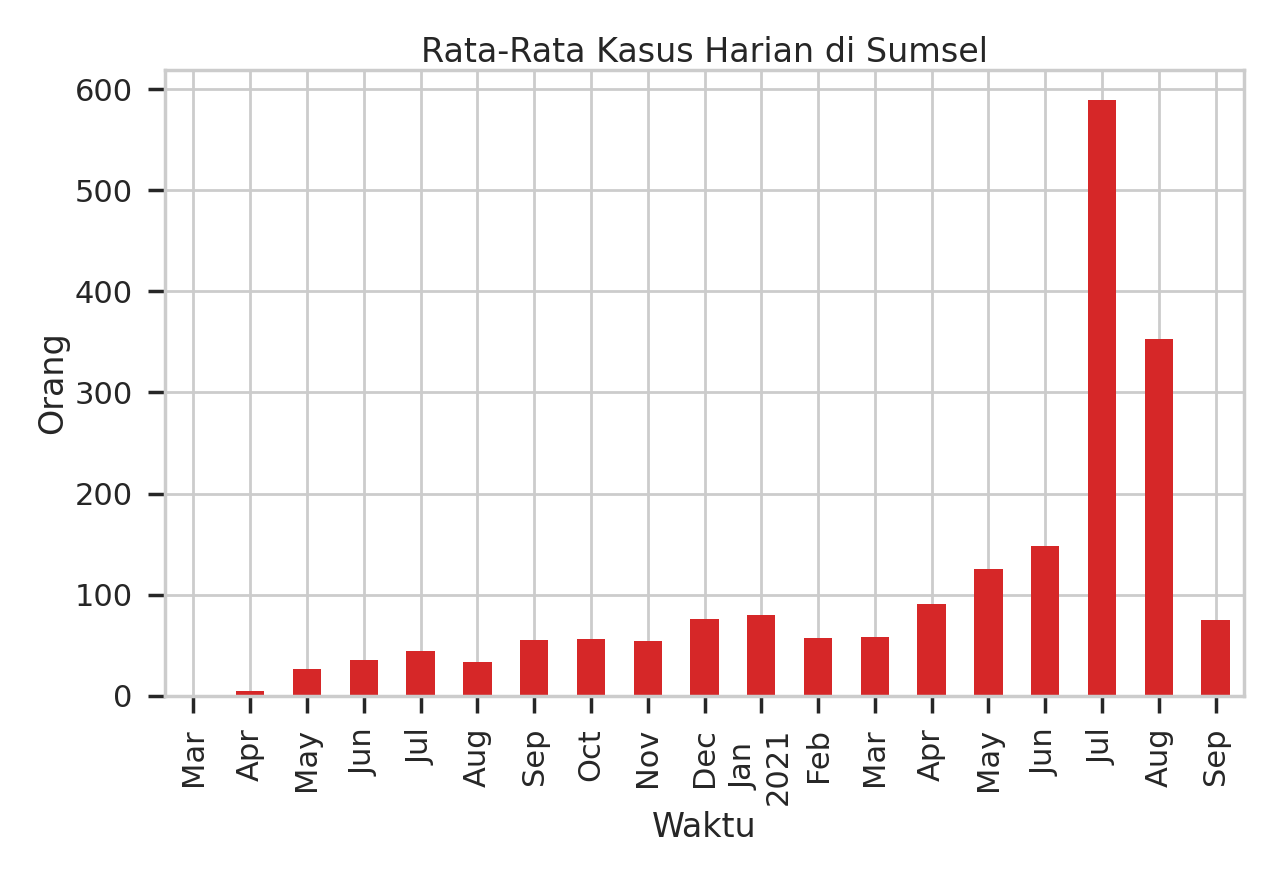 Rata-Rata Kasus Harian di Sumsel
600
500
400
300
200
100
0
Orang
Mar
Apr
May
Jun
Jul
Aug
Sep
Oct
Nov
Dec
Jan
2021
Feb
Mar
Apr
May
Jun
Jul
Aug
Sep
Waktu